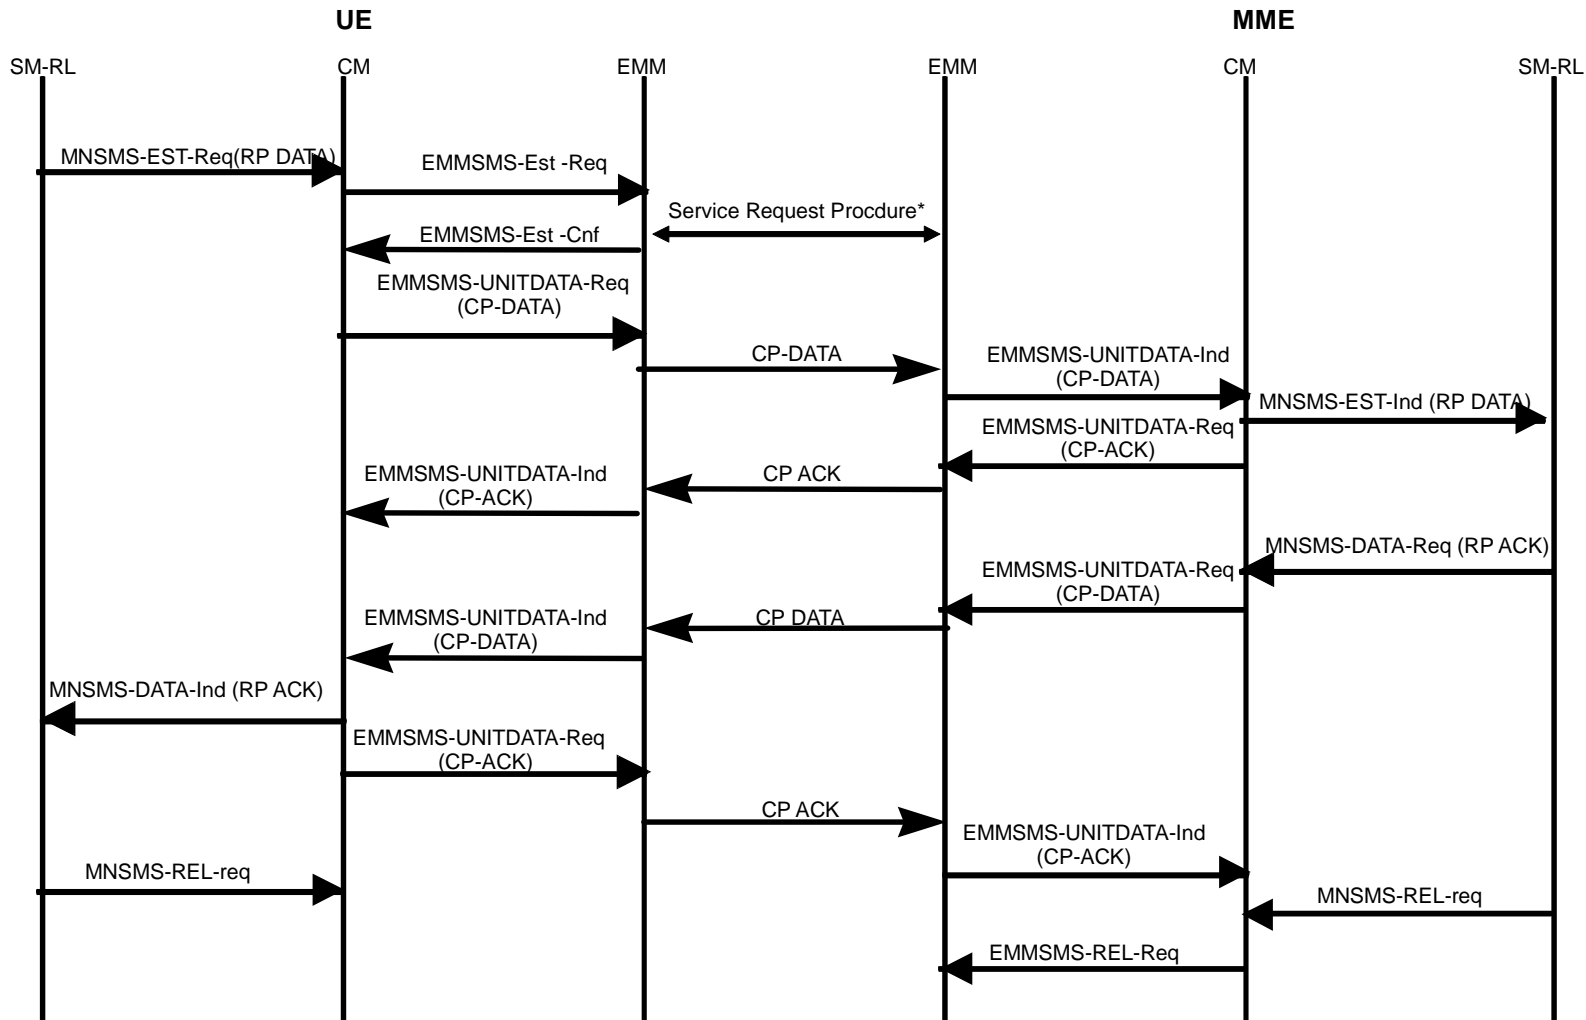 UE
MME
SM-RL
CM
EMM
EMM
CM
SM-RL
MNSMS-EST-Req(RP DATA)
EMMSMS-Est -Req
Service Request Procdure*
EMMSMS-Est -Cnf
EMMSMS-UNITDATA-Req
(CP-DATA)
CP-DATA
EMMSMS-UNITDATA-Ind
(CP-DATA)
MNSMS-EST-Ind (RP DATA)
EMMSMS-UNITDATA-Req
(CP-ACK)
CP ACK
EMMSMS-UNITDATA-Ind
(CP-ACK)
MNSMS-DATA-Req (RP ACK)
EMMSMS-UNITDATA-Req
(CP-DATA)
CP DATA
EMMSMS-UNITDATA-Ind
(CP-DATA)
MNSMS-DATA-Ind (RP ACK)
EMMSMS-UNITDATA-Req
(CP-ACK)
CP ACK
EMMSMS-UNITDATA-Ind
(CP-ACK)
MNSMS-REL-req
MNSMS-REL-req
EMMSMS-REL-Req